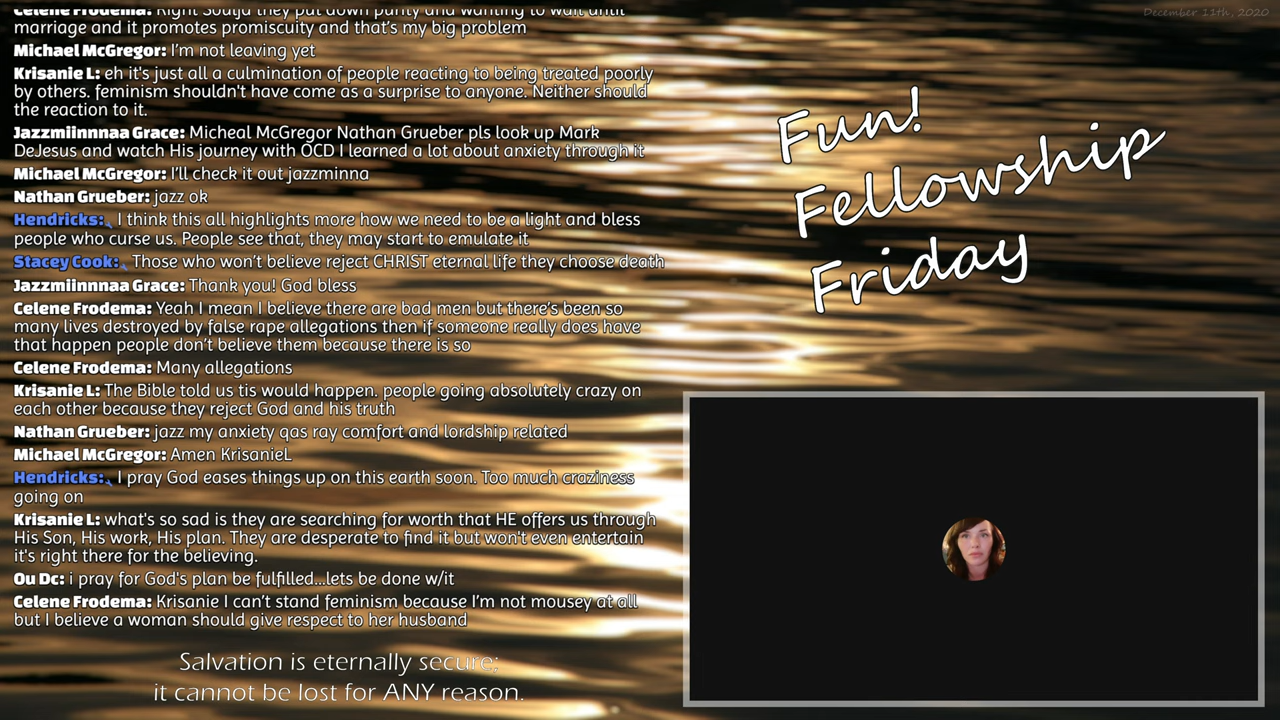 Celene Frodema: Right Soulja they put down purity and wanting to wait until
marriage and it promotes promiscuity and that's my big problem
Michael McGregor: I'm not leaving yet
Krisanie L: eh it's just all a culmination of people reacting to being treated poorly
by others. feminism shouldn't have come as a surprise to anyone. Neither should
the reaction to it.
Jazzmiinnnaa Grace: Micheal McGregor Nathan Grueber pls look up Mark
DeJesus and watch His journey with OCD I learned a lot about anxiety through it
Michael McGregor: I'll check it out jazzminna
Nathan Grueber: jazz ok
Hendricks: I think this all highlights more how we need to be a light and bless
people who curse us. People see that, they may start to emulate it
Stacey Cook: Those who won't believe reject CHRIST eternal life they choose death
Jazzmiinnnaa Grace: Thank you! God bless
Celene Frodema: Yeah I mean I believe there are bad men but there's been so
many lives destroyed by false rape allegations then if someone really does have
that happen people don't believe them because there is so
Celene Frodema: Many allegations
Krisanie L: The Bible told us tis would happen. people going absolutely crazy on
each other because they reject God and his truth
Nathan Grueber: jazz my anxiety qas ray comfort and lordship related
Michael McGregor: Amen KrisanieL
Hendricks: I pray God eases things up on this earth soon. Too much craziness
going on
Krisanie L: what's so sad is they are searching for worth that HE offers us through
His Son, His work, His plan. They are desperate to find it but won't even entertain
it's right there for the believing.
Ou Dc: i pray for God's plan be fulfilled...lets be done w/it
Celene Frodema: Krisanie I can't stand feminism because I'm not mousey at all
but I believe a woman should give respect to her husband
Salvation is eternally secure;
it cannot be lost for ANY reason.
December 11th, 2020
Fun!
Fellowship
Friday